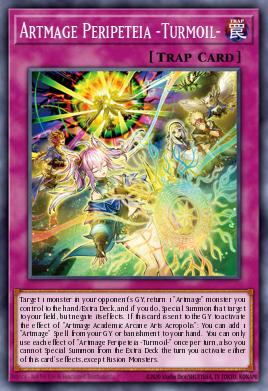 Artmage Peripeteia -Turmoil-
TRAP
罠
[Trap Card]
Target 1 monster in your opponent's GY; return 1 "Artmage" monster you
control to the hand/Extra Deck, and if you do, Special Summon that target
to your field, but negate its effects. If this card is sent to the GY to activate
the effect of "Artmage Academic Arcane Arts Acropolis": You can add 1
"Artmage" Spell from your GY or banishment to your hand. You can only
use each effect of "Artmage Peripeteia -Turmoil-" once per turn, also you
cannot Special Summon from the Extra Deck the turn you activate either
of this card's effects, except Fusion Monsters.